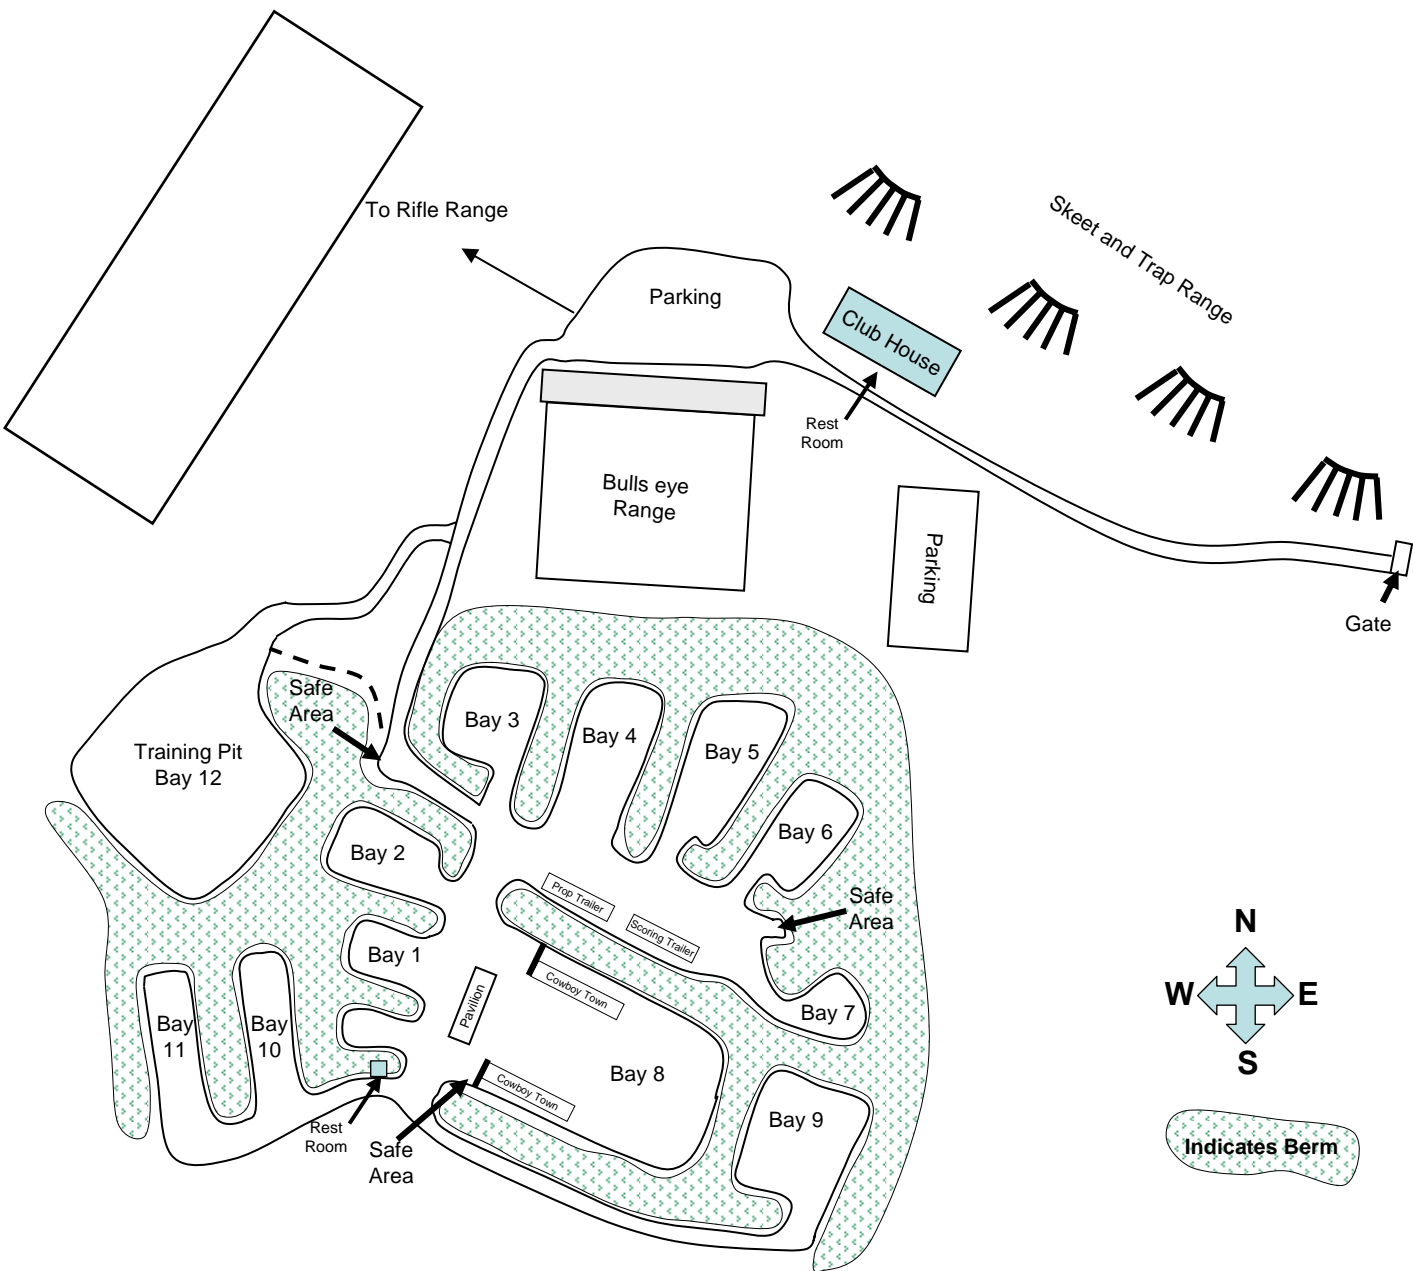 To Rifle Range
Skeet and Trap Range
Parking
Club House
Rest
Room
Bulls eye
Range
Parking
Gate
Safe
Area
Bay 3
Bay 4
Bay 5
Training Pit
Bay 12
Bay 6
Bay 2
Prop Trailer
Safe
Area
Scoring Trailer
Bay 1
Cowboy Town
Pavilion
Bay 7
N
W
E
S
Bay
11
Bay
10
Bay 8
Cowboy Town
Bay 9
Rest
Room
Safe
Area
Indicates Berm